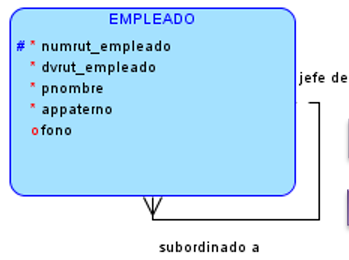 EMPLEADO
# * numrut_empleado
* dvrut_empleado
jefe de
* pnombre
* appaterno
o fono
subordinado a